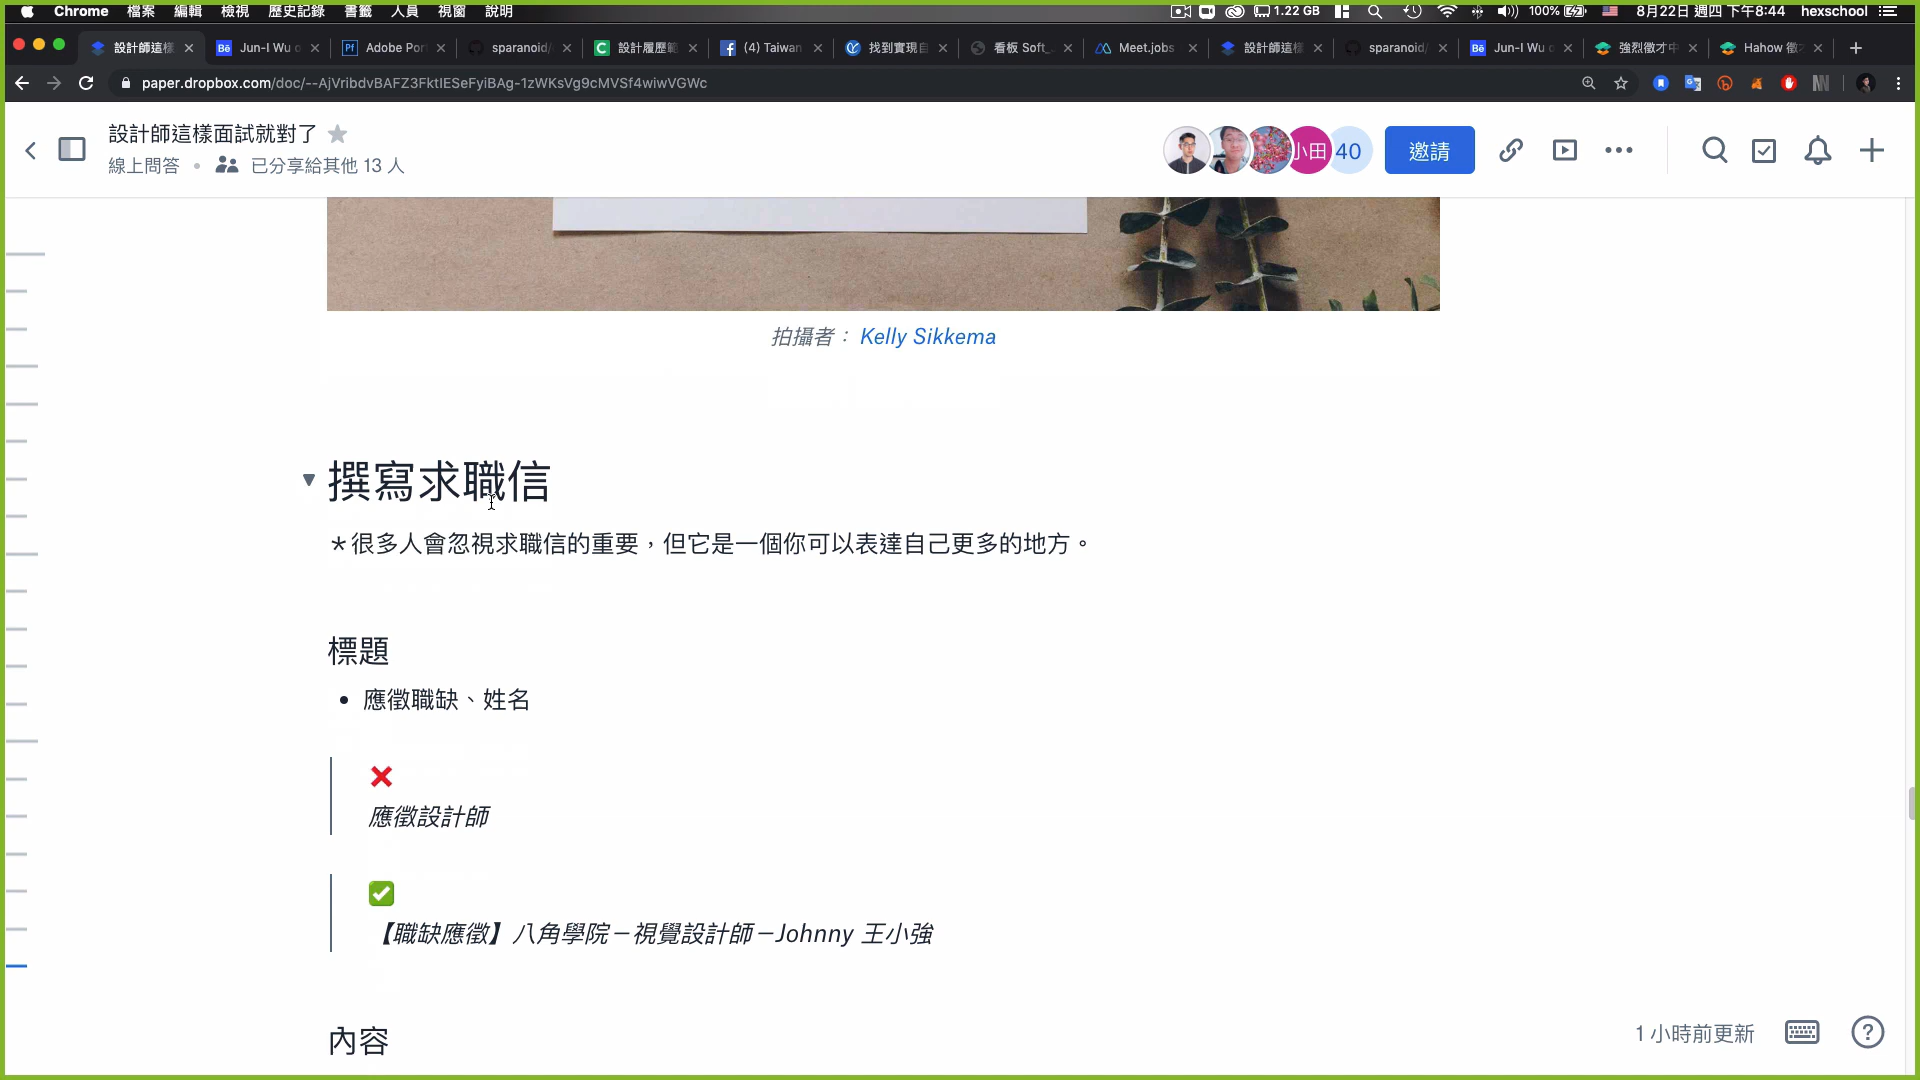 Chrome 檔案 編輯 檢視 歷史記錄 書籤 人員 視窗 說明 1.22 GB 100% 8月22日 週四 下午8:44 hexschool
設計師這樣 Jun-I Wu Adobe Por sparanoid/ 設計履歷範 (4) Taiwan 找到實現自 看板 Soft_ Meet.jobs 設計師這樣 sparanoid/ Jun-I Wu 強烈徵才中 Hahow 徵
paper.dropbox.com/doc/--AjVribdvBAFZ3FktIESeFyiBAg-1zWKsVg9cMVSf4wiwVGWc
設計師這樣面試就對了
線上問答 • 已分享給其他 13 人
小田 40 邀請
拍攝者： Kelly Sikkema
撰寫求職信
＊很多人會忽視求職信的重要，但它是一個你可以表達自己更多的地方。
標題
• 應徵職缺、姓名
❌
應徵設計師
✅
【職缺應徵】八角學院－視覺設計師－Johnny 王小強
內容
1 小時前更新